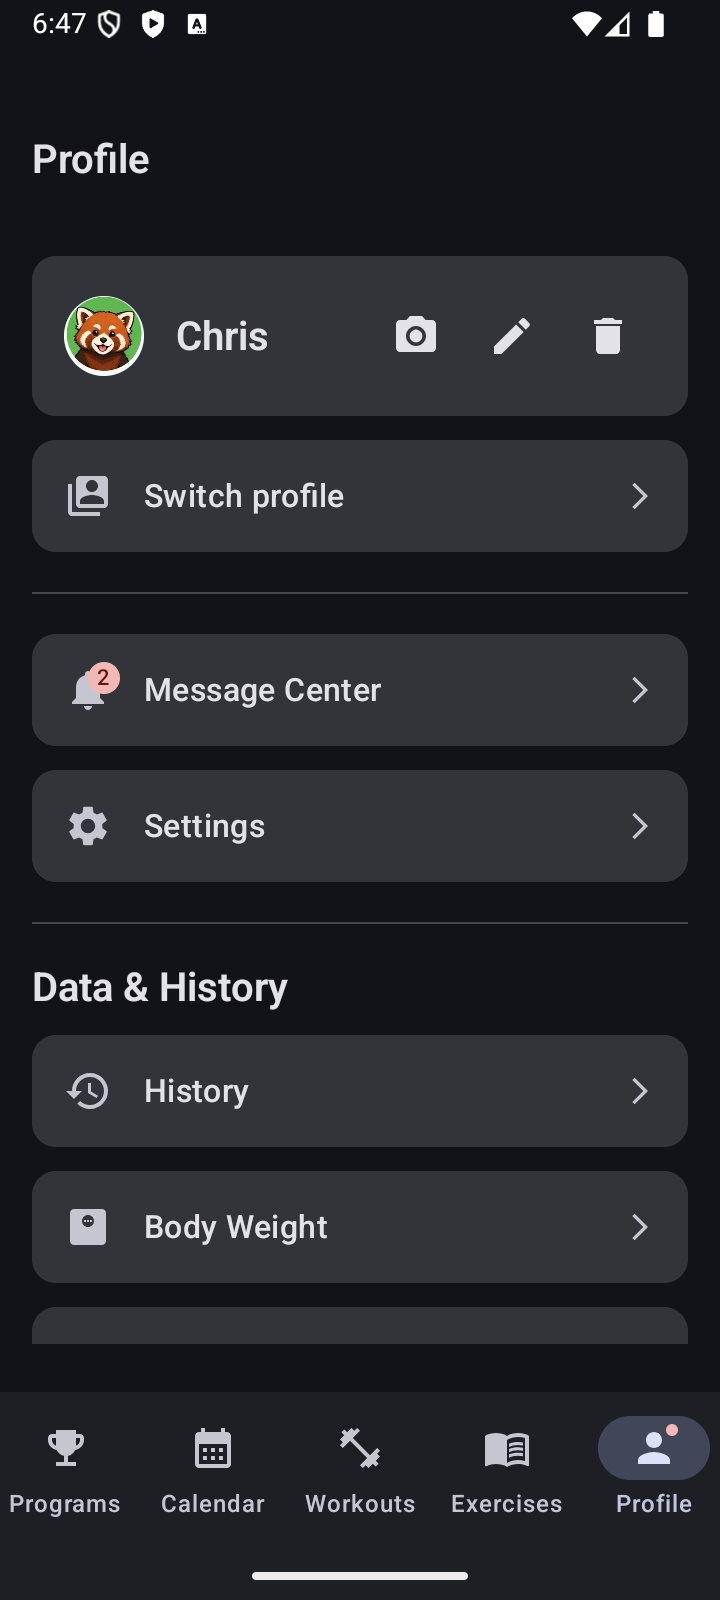 6:47
Profile
Chris
Switch profile
2
Message Center
Settings
Data & History
History
Body Weight
Programs
Calendar
Workouts
Exercises
Profile